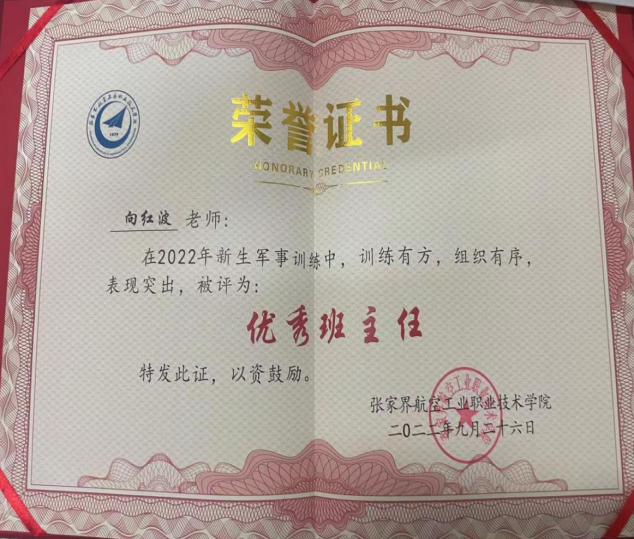 荣誉证书
HONORARY CREDENTIAL
向红波 老师：
在2022年新生军事训练中，训练有方，组织有序，
表现突出，被评为：
优秀班主任
特发此证，以资鼓励。
张家界航空工业职业技术学院
二〇二二年九月二十六日